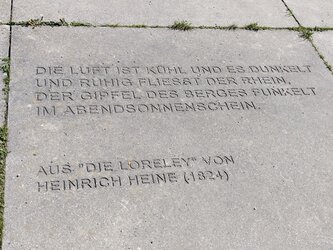 DIE LUFT IST KÜHL UND ES DUNKELT
UND RUHIG FLIESST DER RHEIN.
DER GIPFEL DES BERGES FUNKELT
IM ABENDSONNENSCHEIN.
AUS "DIE LORELEY" VON
HEINRICH HEINE (1824)